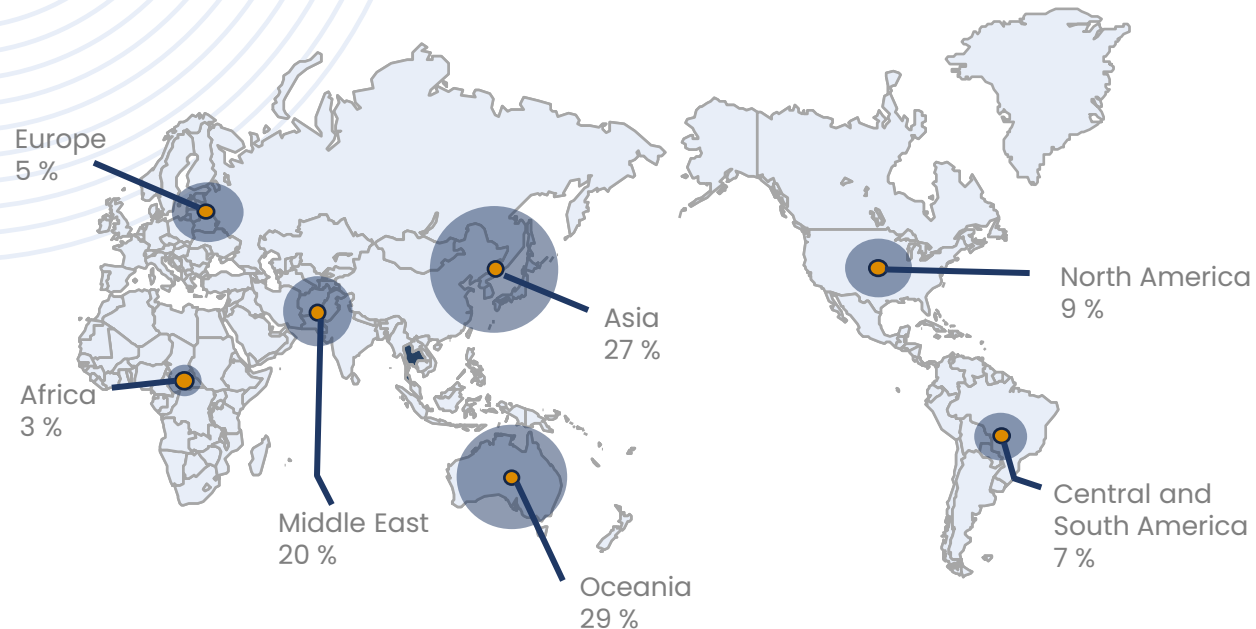 Europe
5 %
Africa
3 %
Middle East
20 %
Asia
27 %
Oceania
29 %
North America
9 %
Central and
South America
7 %